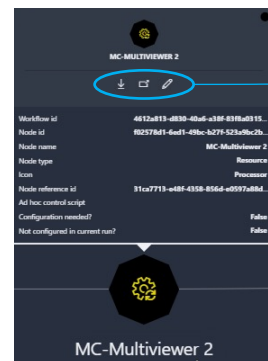 MC-MULTIVIEWER 2
Workflow id 4612a813-d830-40a6-a38f-83f8a0315...
Node id f02578d1-6ed1-49bc-b27f-523a9bc2b...
Node name MC-Multiviewer 2
Node type Resource
Icon Processor
Node reference id 31ca7713-e48f-4358-856d-e0597a88d...
Ad hoc control script
Configuration needed? False
Not configured in current run? False
MC-Multiviewer 2